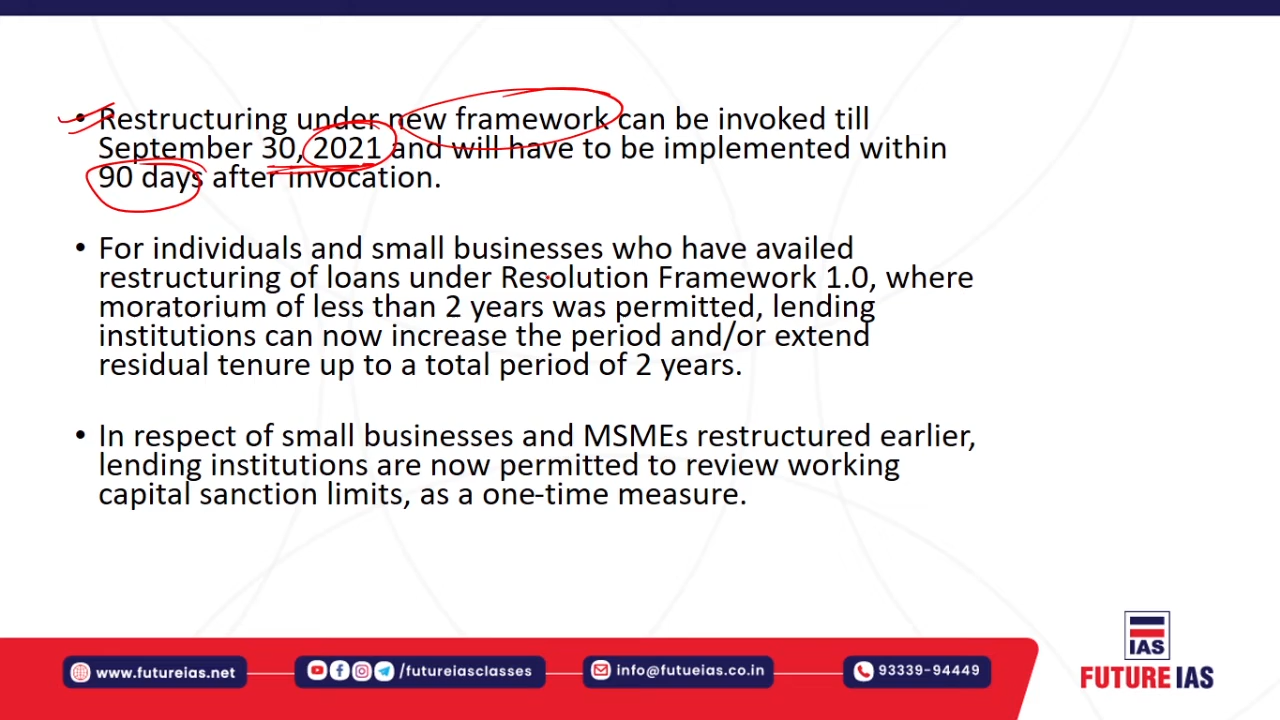 • Restructuring under new framework can be invoked till
September 30, 2021 and will have to be implemented within
90 days after invocation.
• For individuals and small businesses who have availed
restructuring of loans under Resolution Framework 1.0, where
moratorium of less than 2 years was permitted, lending
institutions can now increase the period and/or extend
residual tenure up to a total period of 2 years.
• In respect of small businesses and MSMEs restructured earlier,
lending institutions are now permitted to review working
capital sanction limits, as a one-time measure.
IAS
FUTURE IAS
www.futureias.net
/futureiasclasses
info@futueias.co.in
93339-94449